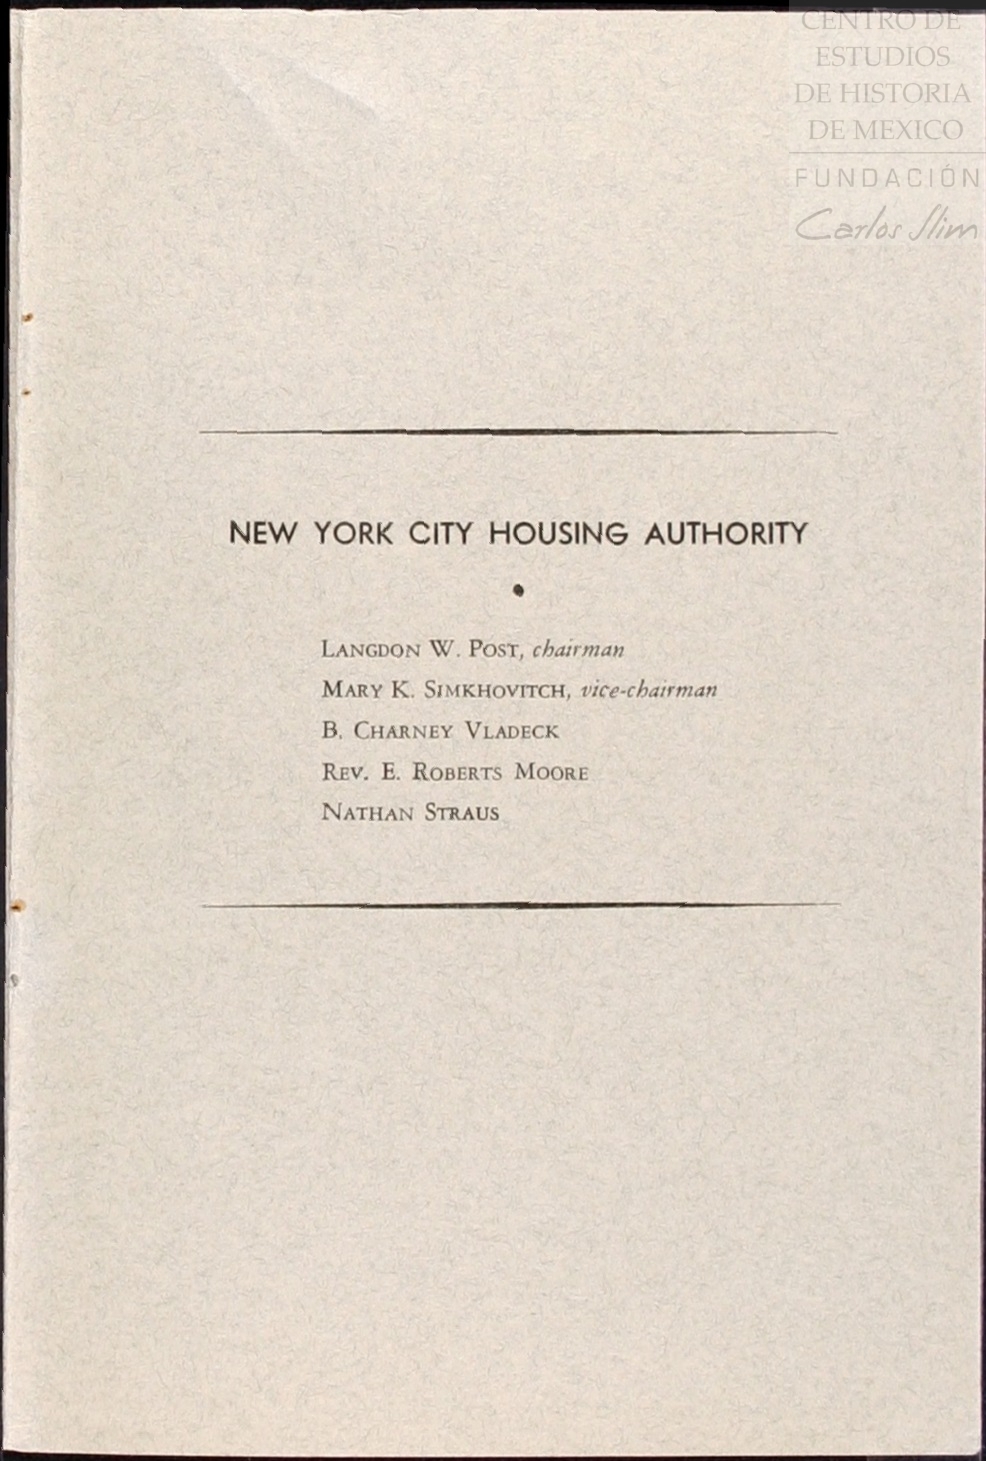 CENTRO DE
ESTUDIOS
DE HISTORIA
DE MEXICO
FUNDACIÓN
Carlos Slim
NEW YORK CITY HOUSING AUTHORITY
•
LANGDON W. POST, chairman
MARY K. SIMKHOVITCH, vice-chairman
B. CHARNEY VLADECK
REV. E. ROBERTS MOORE
NATHAN STRAUS